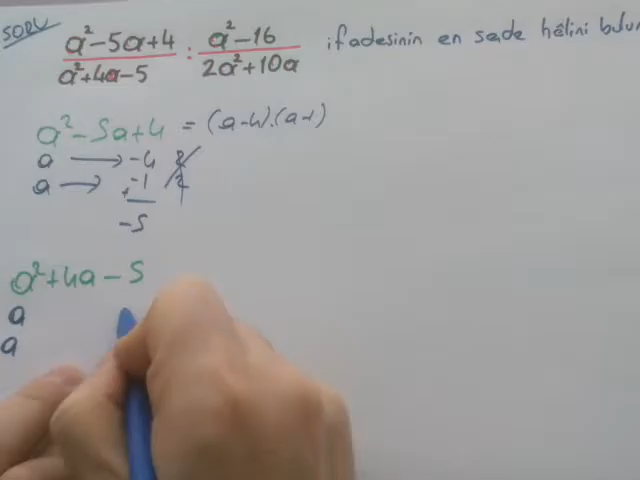 SORU
a²-5a+4 / a²+4a-5 : a²-16 / 2a²+10a ifadesinin en sade hâlini bulun
a²-5a+4 = (a-4).(a-1)
a → -4
a → -1
-5
a²+4a-5
a
a